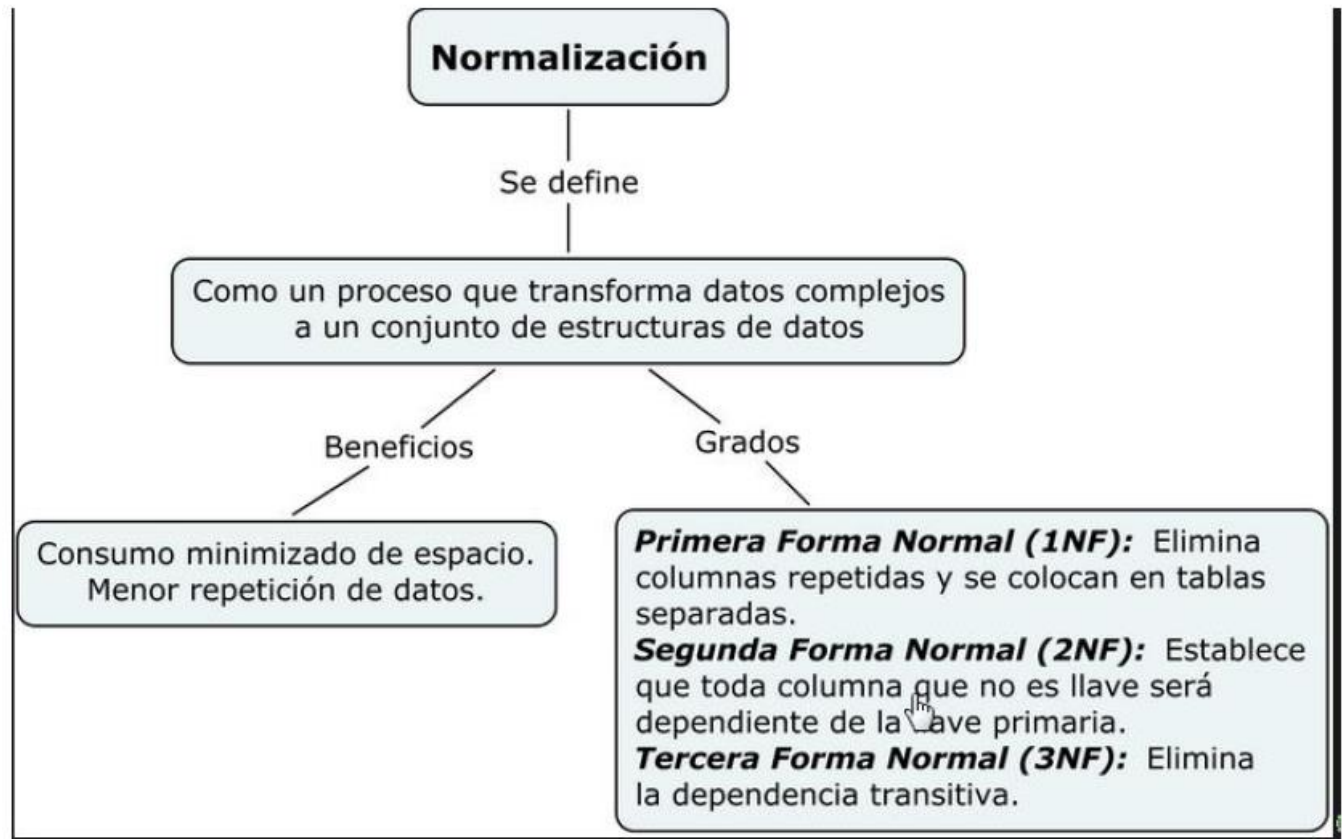 Normalización
Se define
Como un proceso que transforma datos complejos
a un conjunto de estructuras de datos
Beneficios
Grados
Consumo minimizado de espacio.
Menor repetición de datos.
Primera Forma Normal (1NF): Elimina
columnas repetidas y se colocan en tablas
separadas.
Segunda Forma Normal (2NF): Establece
que toda columna que no es llave será
dependiente de la llave primaria.
Tercera Forma Normal (3NF): Elimina
la dependencia transitiva.